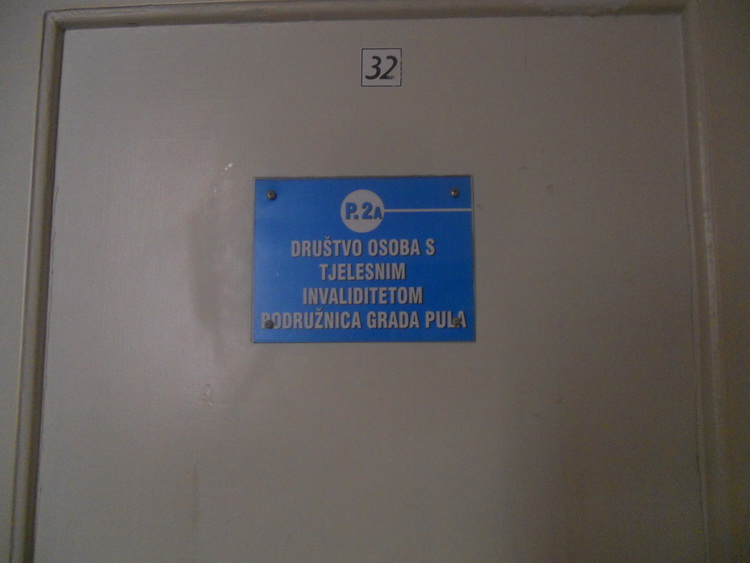 32
P. 2A
DRUŠTVO OSOBA S
TJELESNIM
INVALIDITETOM
PODRUŽNICA GRADA PULA